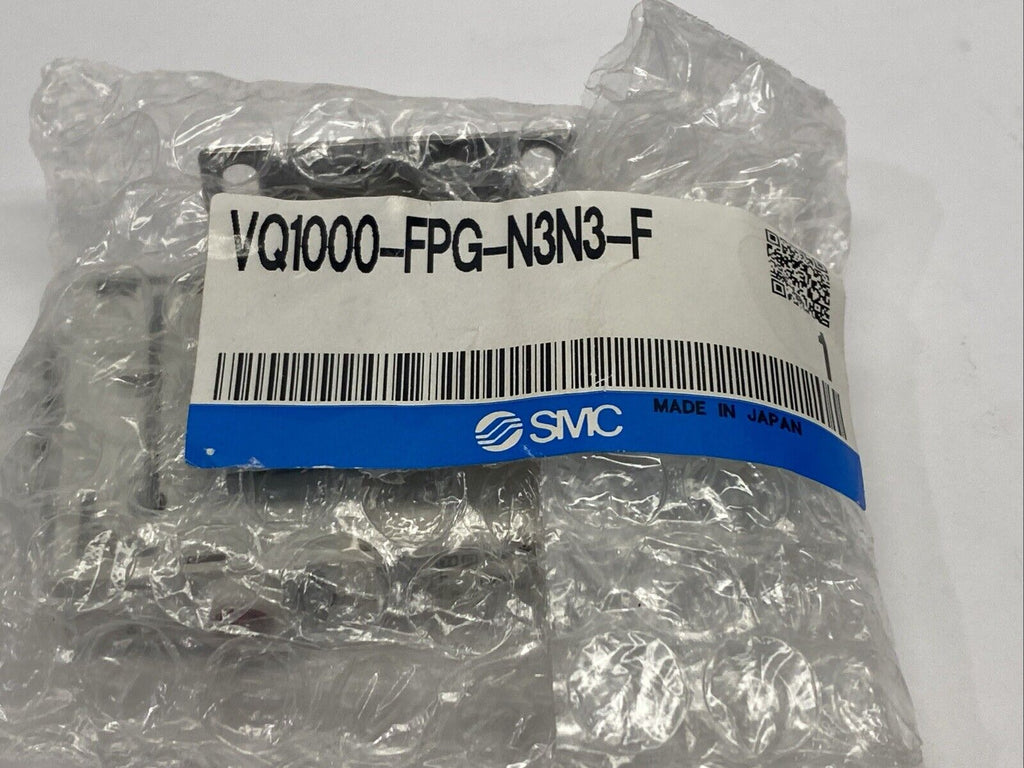 VQ1000-FPG-N3N3-F
1
SMC
MADE IN JAPAN